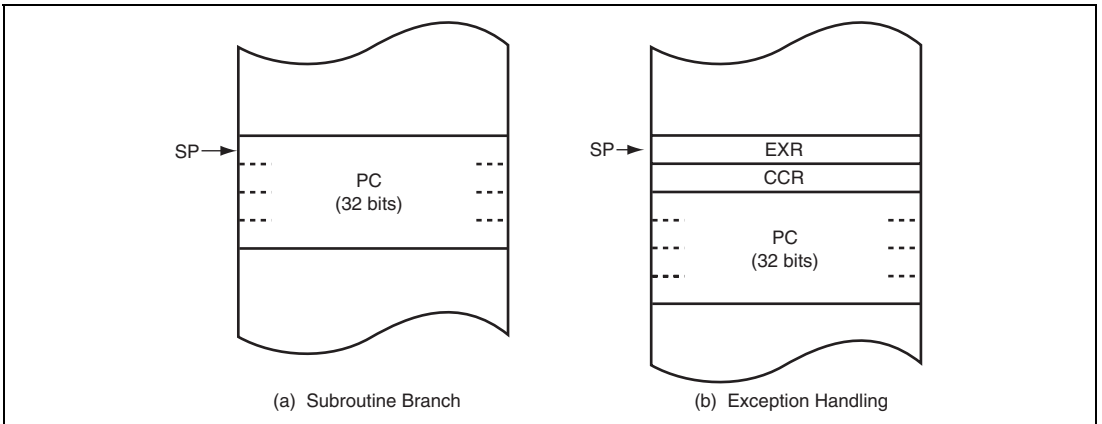 SP
PC
(32 bits)
(a) Subroutine Branch
SP
EXR
CCR
PC
(32 bits)
(b) Exception Handling